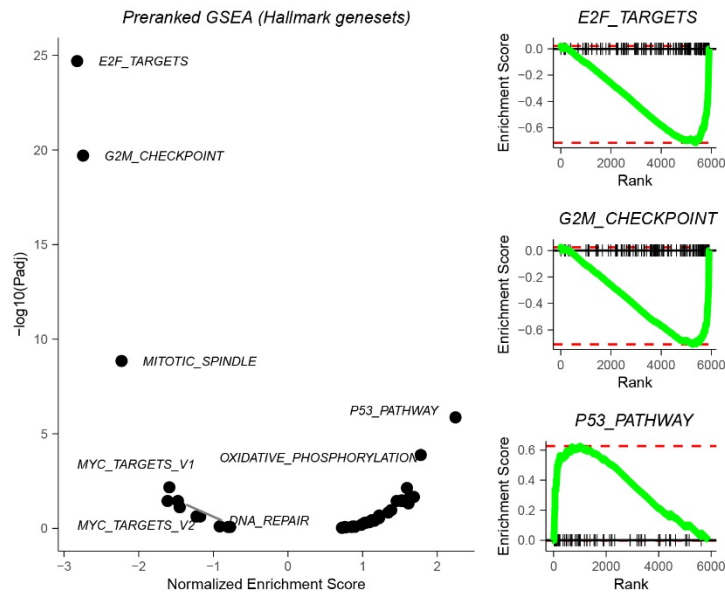 Preranked GSEA (Hallmark genesets)
25
20
15
10
5
0
−log10(Padj)
E2F_TARGETS
G2M_CHECKPOINT
MITOTIC_SPINDLE
P53_PATHWAY
OXIDATIVE_PHOSPHORYLATION
MYC_TARGETS_V1
MYC_TARGETS_V2
DNA_REPAIR
−3 −2 −1 0 1 2 3
Normalized Enrichment Score
E2F_TARGETS
Enrichment Score
0.0
−0.2
−0.4
−0.6
0 2000 4000 6000
Rank
G2M_CHECKPOINT
Enrichment Score
0.0
−0.2
−0.4
−0.6
0 2000 4000 6000
Rank
P53_PATHWAY
Enrichment Score
0.6
0.4
0.2
0.0
0 2000 4000 6000
Rank